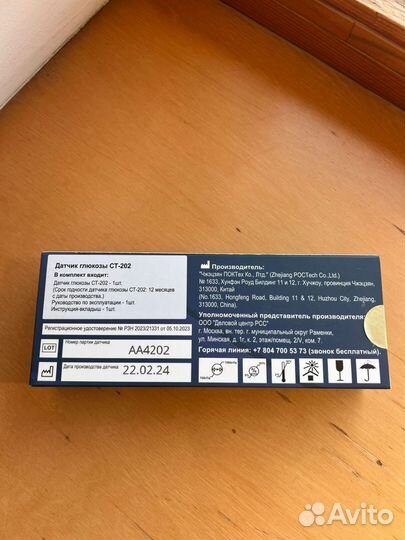 Датчик глюкозы CT-202
В комплект входит:
Датчик глюкозы CT-202 - 1шт.
(Срок годности датчика глюкозы CT-202: 12 месяцев
с даты производства.)
Руководство по эксплуатации - 1шт.
Инструкция-вкладыш - 1шт.
Регистрационное удостоверение № РЗН 2023/21331 от 05.10.2023
LOT
Номер партии датчика
AA4202
Дата производства датчика
22.02.24
Производитель:
"Чжэцзян ПОКТех Ко., Лтд." (Zhejiang POCTech Co.,Ltd.)
№ 1633, Хунфэн Роуд Билдинг 11 и 12, г. Хучжоу, провинция Чжэцзян,
313000, Китай
(No.1633, Hongfeng Road, Building 11 & 12, Huzhou City, Zhejiang,
313000, China)
Уполномоченный представитель производителя:
ООО "Деловой центр РСС"
г. Москва, вн. тер. г. муниципальный округ Раменки,
ул. Минская, д. 1г, к. 2, этаж/помещ. 2/IV, ком. 7.
Горячая линия: +7 804 700 53 73 (звонок бесплатный).
Avito